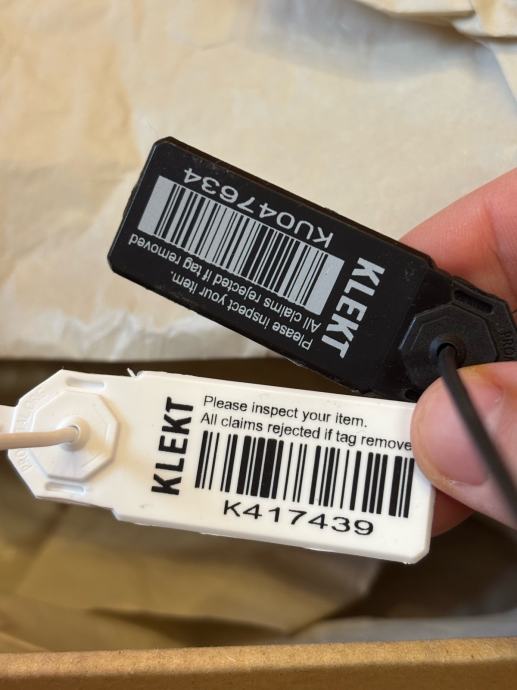 KLEKT
Please inspect your item.
All claims rejected if tag removed
KU047634
KLEKT
Please inspect your item.
All claims rejected if tag remove
K417439